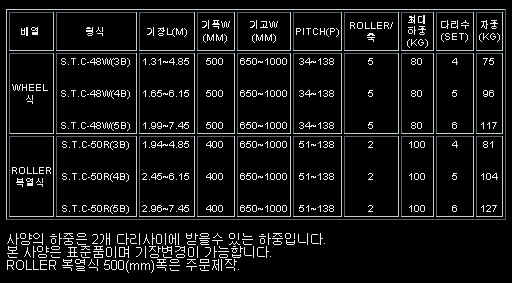 배열 형식 기장L(M) 기폭W (MM) 기고W (MM) PITCH(P) ROLLER/축 최대 하중 (KG) 다리수 (SET) 자중 (KG)
WHEEL식 S.T.C-48W(3B) 1.31~4.85 500 650~1000 34~138 5 80 4 75
S.T.C-48W(4B) 1.65~6.15 500 650~1000 34~138 5 80 5 96
S.T.C-48W(5B) 1.99~7.45 500 650~1000 34~138 5 80 6 117
ROLLER 복열식 S.T.C-50R(3B) 1.94~4.85 400 650~1000 51~138 2 100 4 81
S.T.C-50R(4B) 2.45~6.15 400 650~1000 51~138 2 100 5 104
S.T.C-50R(5B) 2.96~7.45 400 650~1000 51~138 2 100 6 127
사양의 하중은 2개 다리사이에 받을수 있는 하중입니다.
본 사양은 표준품이며 기장변경이 가능합니다.
ROLLER 복열식 500(mm)폭은 주문제작.